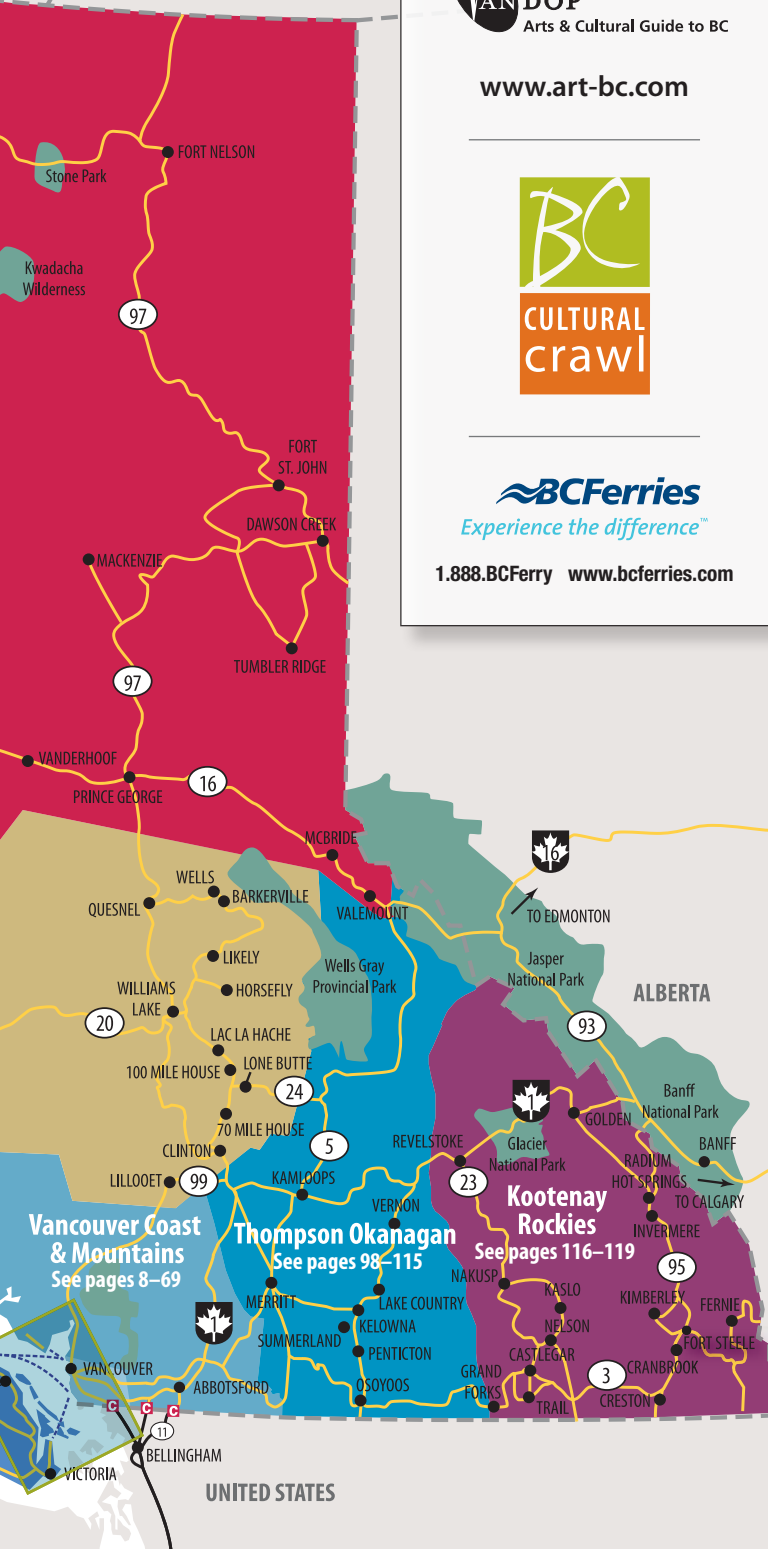 VAN DOP
Arts & Cultural Guide to BC
www.art-bc.com
BC
CULTURAL
crawl
BCFerries
Experience the difference™
1.888.BCFerry www.bcferries.com
FORT NELSON
Stone Park
Kwadacha
Wilderness
97
FORT
ST. JOHN
DAWSON CREEK
MACKENZIE
TUMBLER RIDGE
97
VANDERHOOF
16
PRINCE GEORGE
MCBRIDE
16
WELLS
BARKERVILLE
QUESNEL
VALEMOUNT
TO EDMONTON
LIKELY
Wells Gray
Provincial Park
Jasper
National Park
HORSEFLY
WILLIAMS
LAKE
ALBERTA
20
93
LAC LA HACHE
LONE BUTTE
100 MILE HOUSE
24
1
Banff
National Park
GOLDEN
70 MILE HOUSE
5
REVELSTOKE
Glacier
National Park
BANFF
CLINTON
RADIUM
HOT SPRINGS
LILLOOET
99
KAMLOOPS
23
TO CALGARY
Kootenay
Rockies
See pages 116–119
VERNON
Vancouver Coast
& Mountains
See pages 8–69
Thompson Okanagan
See pages 98–115
INVERMERE
95
NAKUSP
KASLO
MERRITT
LAKE COUNTRY
KIMBERLEY
FERNIE
1
KELOWNA
SUMMERLAND
NELSON
FORT STEELE
PENTICTON
CASTLEGAR
CRANBROOK
VANCOUVER
ABBOTSFORD
OSOYOOS
GRAND
FORKS
3
CRESTON
TRAIL
C
C
C
11
BELLINGHAM
VICTORIA
UNITED STATES